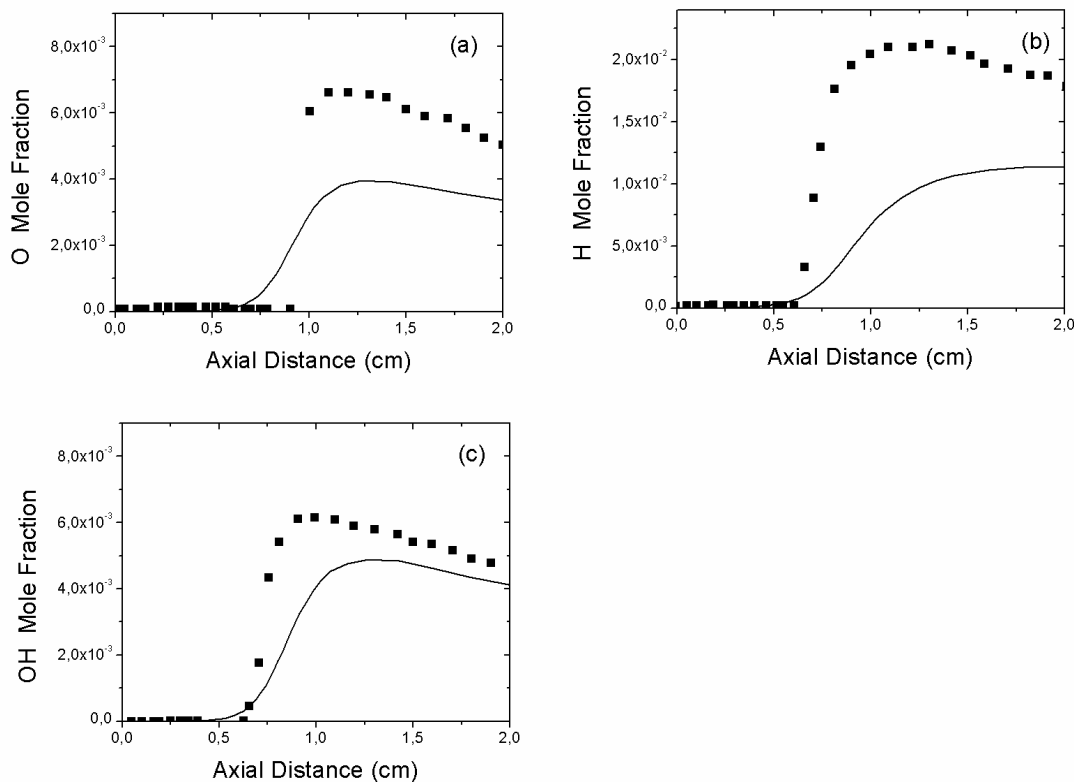 (a)
O Mole Fraction
8,0x10⁻³
6,0x10⁻³
4,0x10⁻³
2,0x10⁻³
0,0
0,0 0,5 1,0 1,5 2,0
Axial Distance (cm)
(b)
H Mole Fraction
2,0x10⁻²
1,5x10⁻²
1,0x10⁻²
5,0x10⁻³
0,0
0,0 0,5 1,0 1,5 2,0
Axial Distance (cm)
(c)
OH Mole Fraction
8,0x10⁻³
6,0x10⁻³
4,0x10⁻³
2,0x10⁻³
0,0
0,0 0,5 1,0 1,5 2,0
Axial Distance (cm)